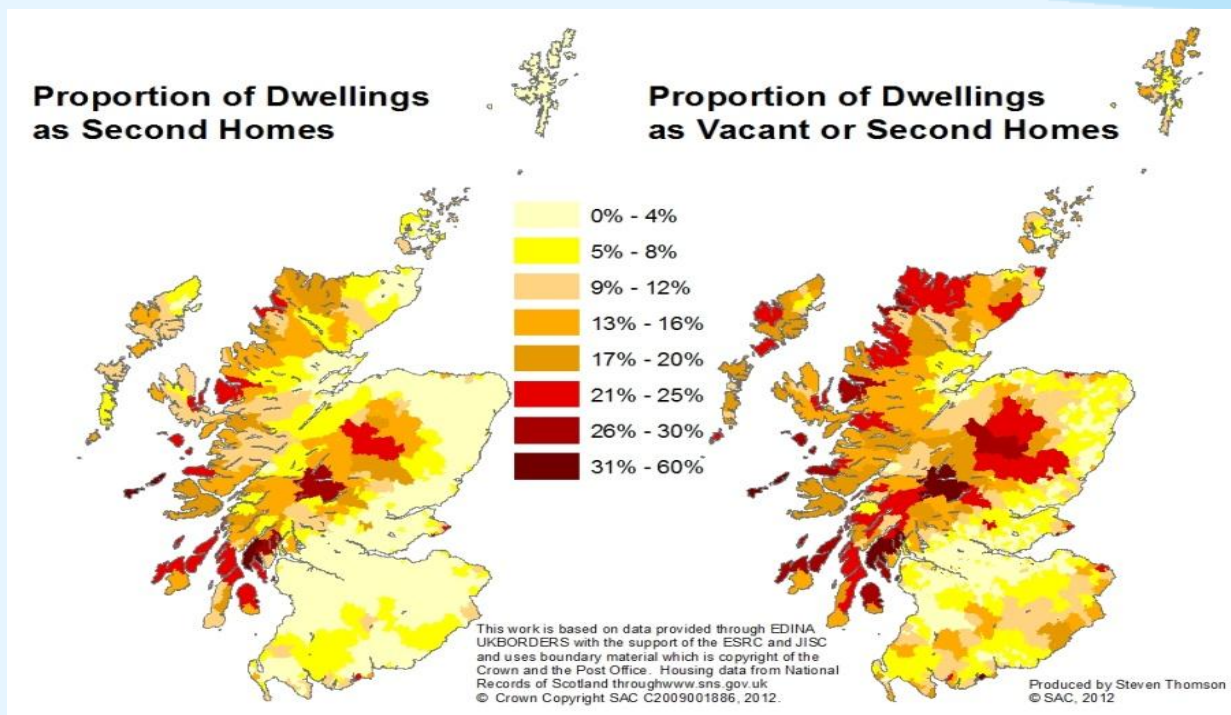 Proportion of Dwellings
as Second Homes
Proportion of Dwellings
as Vacant or Second Homes
0% - 4%
5% - 8%
9% - 12%
13% - 16%
17% - 20%
21% - 25%
26% - 30%
31% - 60%
This work is based on data provided through EDINA
UKBORDERS with the support of the ESRC and JISC
and uses boundary material which is copyright of the
Crown and the Post Office. Housing data from National
Records of Scotland throughwww.sns.gov.uk
© Crown Copyright SAC C2009001886, 2012.
Produced by Steven Thomson
© SAC, 2012